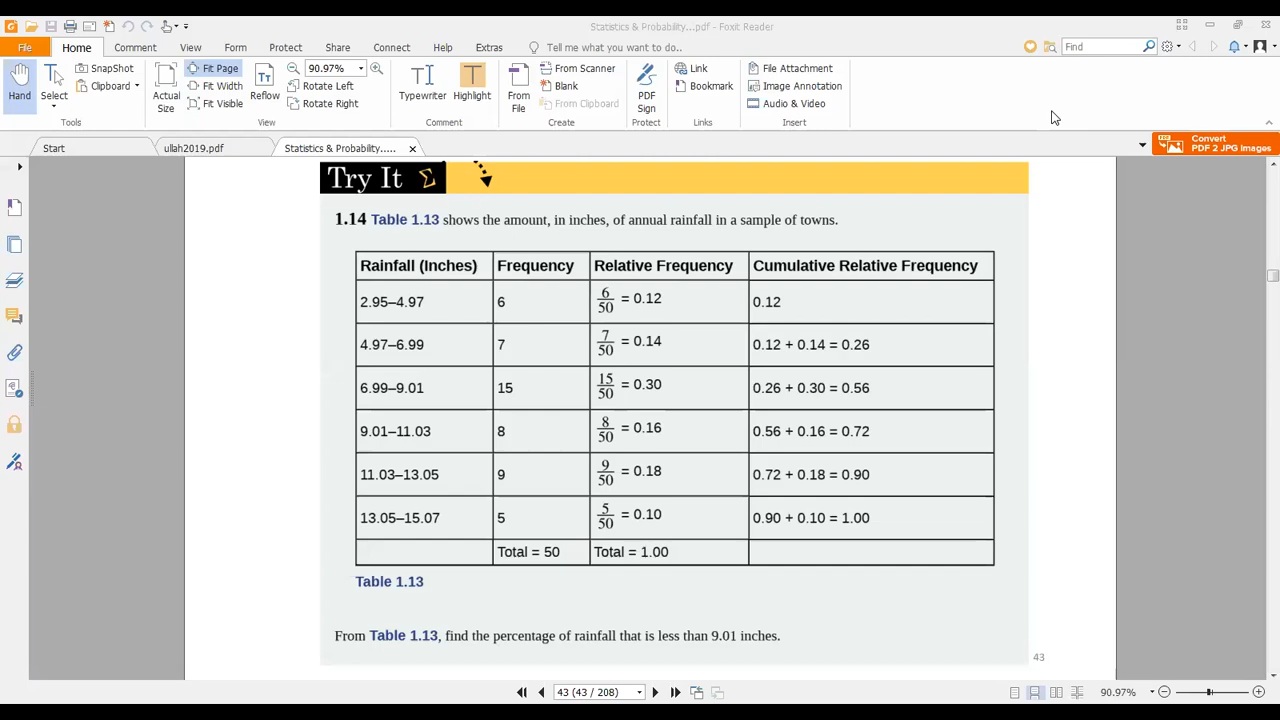 Statistics & Probability...pdf - Foxit Reader
File Home Comment View Form Protect Share Connect Help Extras Tell me what you want to do.. Find
Hand
Select
SnapShot
Clipboard
Tools
Actual Size
Fit Page
Fit Width
Fit Visible
Reflow
90.97%
Rotate Left
Rotate Right
View
Typewriter
Highlight
Comment
From File
From Scanner
Blank
From Clipboard
Create
PDF Sign
Protect
Link
Bookmark
Links
File Attachment
Image Annotation
Audio & Video
Insert
Start ullah2019.pdf Statistics & Probability.....
Convert
PDF 2 JPG Images
Try It Σ
1.14 Table 1.13 shows the amount, in inches, of annual rainfall in a sample of towns.
Rainfall (Inches) Frequency Relative Frequency Cumulative Relative Frequency
2.95–4.97 6 6/50 = 0.12 0.12
4.97–6.99 7 7/50 = 0.14 0.12 + 0.14 = 0.26
6.99–9.01 15 15/50 = 0.30 0.26 + 0.30 = 0.56
9.01–11.03 8 8/50 = 0.16 0.56 + 0.16 = 0.72
11.03–13.05 9 9/50 = 0.18 0.72 + 0.18 = 0.90
13.05–15.07 5 5/50 = 0.10 0.90 + 0.10 = 1.00
Total = 50 Total = 1.00
Table 1.13
From Table 1.13, find the percentage of rainfall that is less than 9.01 inches.
43
43 (43 / 208) 90.97%